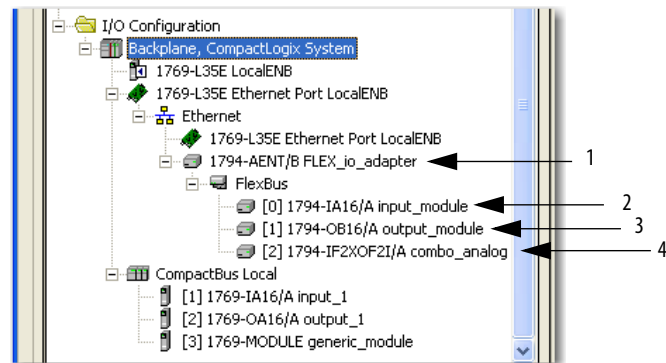 I/O Configuration
Backplane, CompactLogix System
1769-L35E LocalENB
1769-L35E Ethernet Port LocalENB
Ethernet
1769-L35E Ethernet Port LocalENB
1794-AENT/B FLEX_io_adapter 1
FlexBus
[0] 1794-IA16/A input_module 2
[1] 1794-OB16/A output_module 3
[2] 1794-IF2XOF2I/A combo_analog 4
CompactBus Local
[1] 1769-IA16/A input_1
[2] 1769-OA16/A output_1
[3] 1769-MODULE generic_module